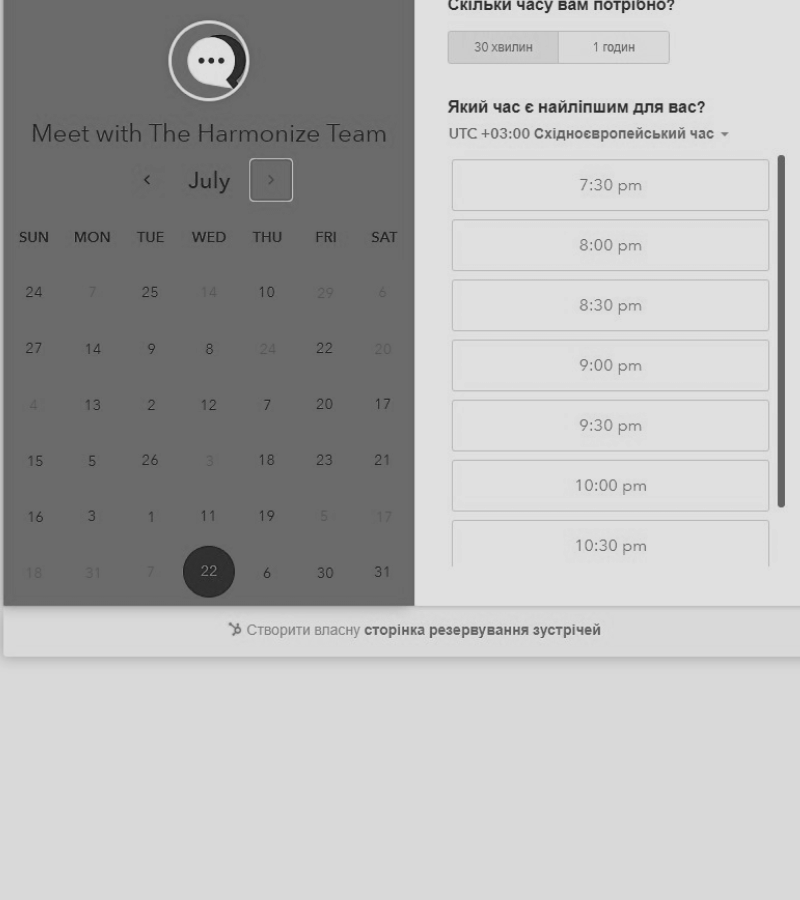 Meet with The Harmonize Team
‹ July ›
SUN MON TUE WED THU FRI SAT
24 7 25 14 10 29 6
27 14 9 8 24 22 20
4 13 2 12 7 20 17
15 5 26 3 18 23 21
16 3 1 11 19 5 17
18 31 7 22 6 30 31
Скільки часу вам потрібно?
30 хвилин 1 годин
Який час є найліпшим для вас?
UTC +03:00 Східноєвропейський час
7:30 pm
8:00 pm
8:30 pm
9:00 pm
9:30 pm
10:00 pm
10:30 pm
Створити власну сторінка резервування зустрічей